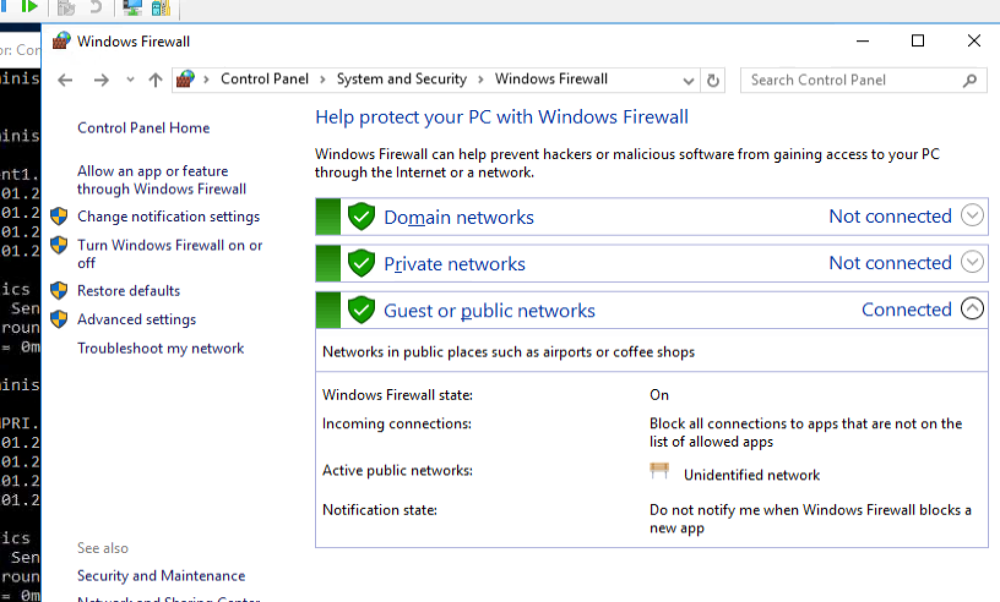 Windows Firewall
or: Cor
Control Panel
System and Security
Windows Firewall
Search Control Panel
Control Panel Home
Allow an app or feature
through Windows Firewall
Change notification settings
Turn Windows Firewall on or
off
Restore defaults
Advanced settings
Troubleshoot my network
See also
Security and Maintenance
Network and Sharing Center
Help protect your PC with Windows Firewall
Windows Firewall can help prevent hackers or malicious software from gaining access to your PC
through the Internet or a network.
Domain networks Not connected
Private networks Not connected
Guest or public networks Connected
Networks in public places such as airports or coffee shops
Windows Firewall state: On
Incoming connections: Block all connections to apps that are not on the
list of allowed apps
Active public networks: Unidentified network
Notification state: Do not notify me when Windows Firewall blocks a
new app
inis
inis
nt1.
01.2
01.2
01.2
01.2
ics
Sen
roun
= 0m
inis
PRI.
01.2
01.2
01.2
01.2
ics
Sen
roun
= 0m